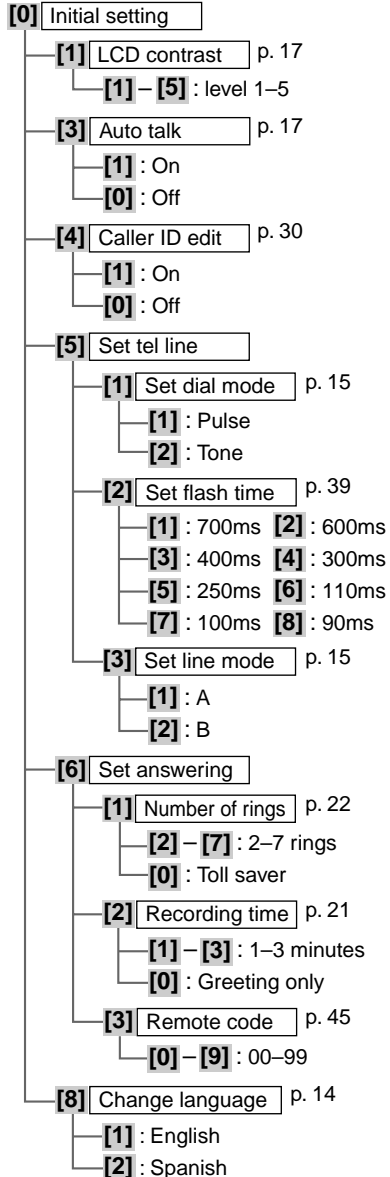 [0] Initial setting
[1] LCD contrast p. 17
[1] – [5] : level 1–5
[3] Auto talk p. 17
[1] : On
[0] : Off
[4] Caller ID edit p. 30
[1] : On
[0] : Off
[5] Set tel line
[1] Set dial mode p. 15
[1] : Pulse
[2] : Tone
[2] Set flash time p. 39
[1] : 700ms [2] : 600ms
[3] : 400ms [4] : 300ms
[5] : 250ms [6] : 110ms
[7] : 100ms [8] : 90ms
[3] Set line mode p. 15
[1] : A
[2] : B
[6] Set answering
[1] Number of rings p. 22
[2] – [7] : 2–7 rings
[0] : Toll saver
[2] Recording time p. 21
[1] – [3] : 1–3 minutes
[0] : Greeting only
[3] Remote code p. 45
[0] – [9] : 00–99
[8] Change language p. 14
[1] : English
[2] : Spanish